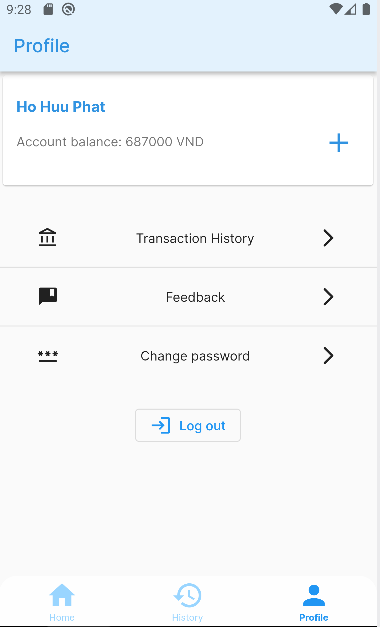 9:28
Profile
Ho Huu Phat
Account balance: 687000 VND
Transaction History
Feedback
Change password
Log out
Home
History
Profile